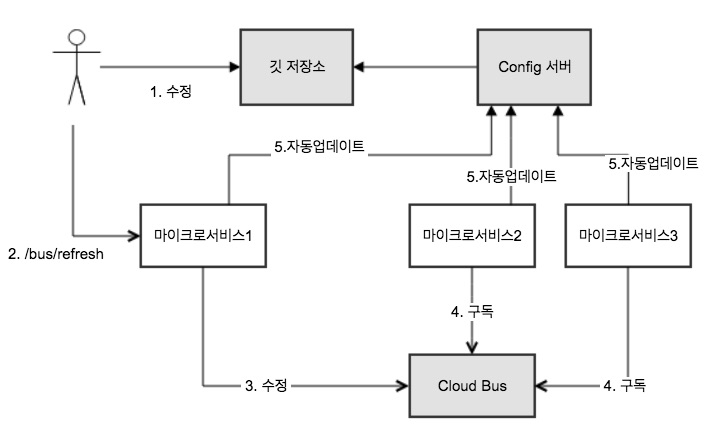 깃 저장소
Config 서버
1. 수정
5.자동업데이트
5.자동업데이트
5.자동업데이트
마이크로서비스1
마이크로서비스2
마이크로서비스3
2. /bus/refresh
4. 구독
3. 수정
Cloud Bus
4. 구독